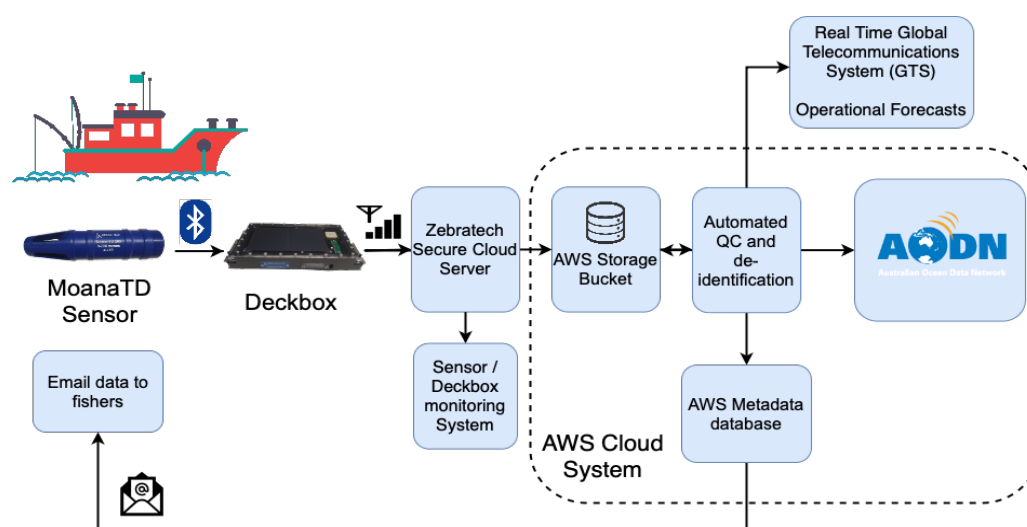 Real Time Global
Telecommunications
System (GTS)
Operational Forecasts
Zebratech
Secure Cloud
Server
AWS Storage
Bucket
Automated
QC and
de-
identification
AODN
Australian Ocean Data Network
MoanaTD
Sensor
Deckbox
Email data to
fishers
Sensor /
Deckbox
monitoring
System
AWS Metadata
database
AWS Cloud
System